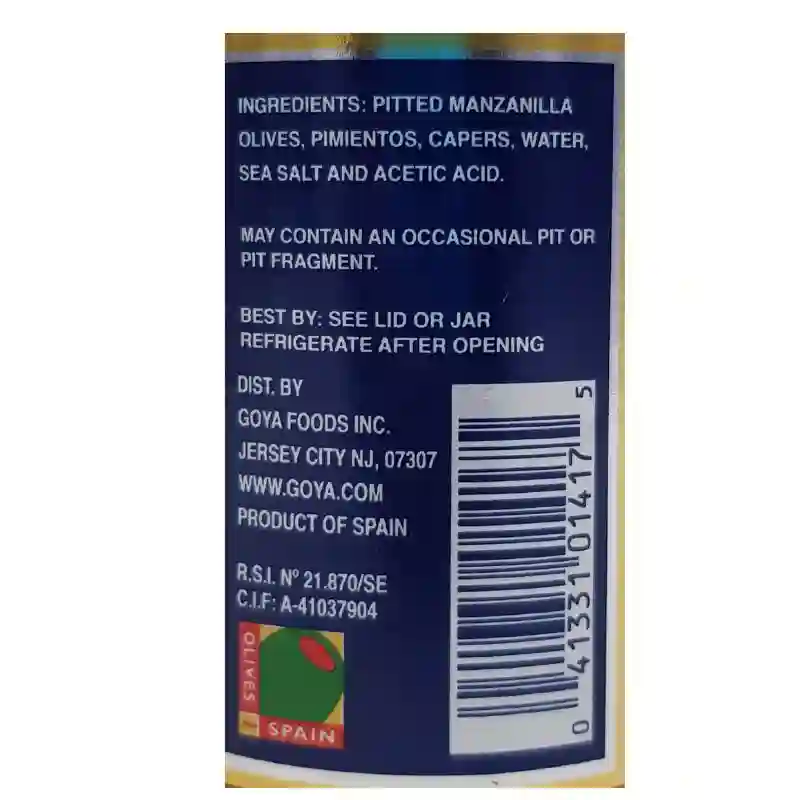 INGREDIENTS: PITTED MANZANILLA
OLIVES, PIMIENTOS, CAPERS, WATER,
SEA SALT AND ACETIC ACID.
MAY CONTAIN AN OCCASIONAL PIT OR
PIT FRAGMENT.
BEST BY: SEE LID OR JAR
REFRIGERATE AFTER OPENING
DIST. BY
GOYA FOODS INC.
JERSEY CITY NJ, 07307
WWW.GOYA.COM
PRODUCT OF SPAIN
R.S.I. Nº 21.870/SE
C.I.F: A-41037904
OLIVES
SPAIN
0 41331 01417 5